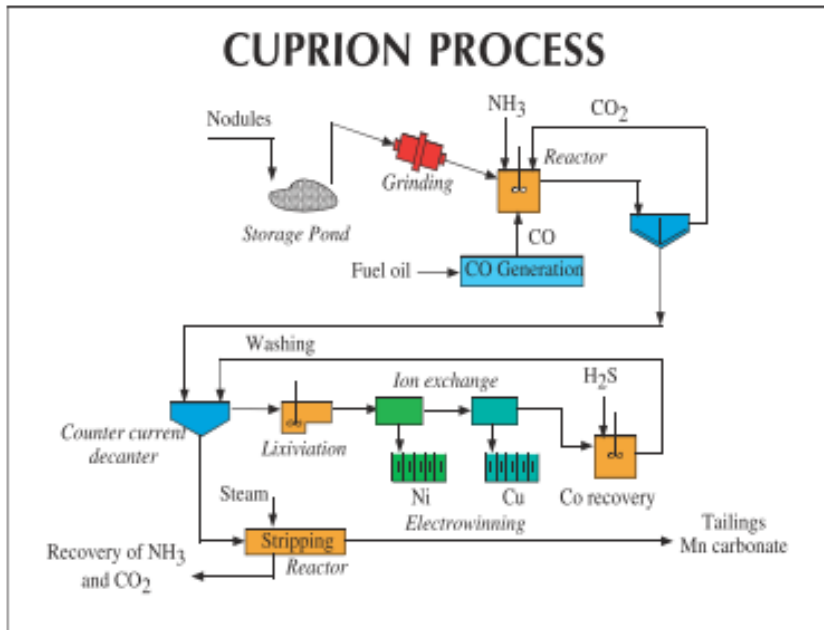 CUPRION PROCESS
NH3
CO2
Nodules
Reactor
Grinding
Storage Pond
CO
Fuel oil
CO Generation
Washing
Ion exchange
H2S
Counter current
decanter
Lixiviation
Ni
Cu
Co recovery
Steam
Electrowinning
Tailings
Mn carbonate
Stripping
Recovery of NH3
and CO2
Reactor